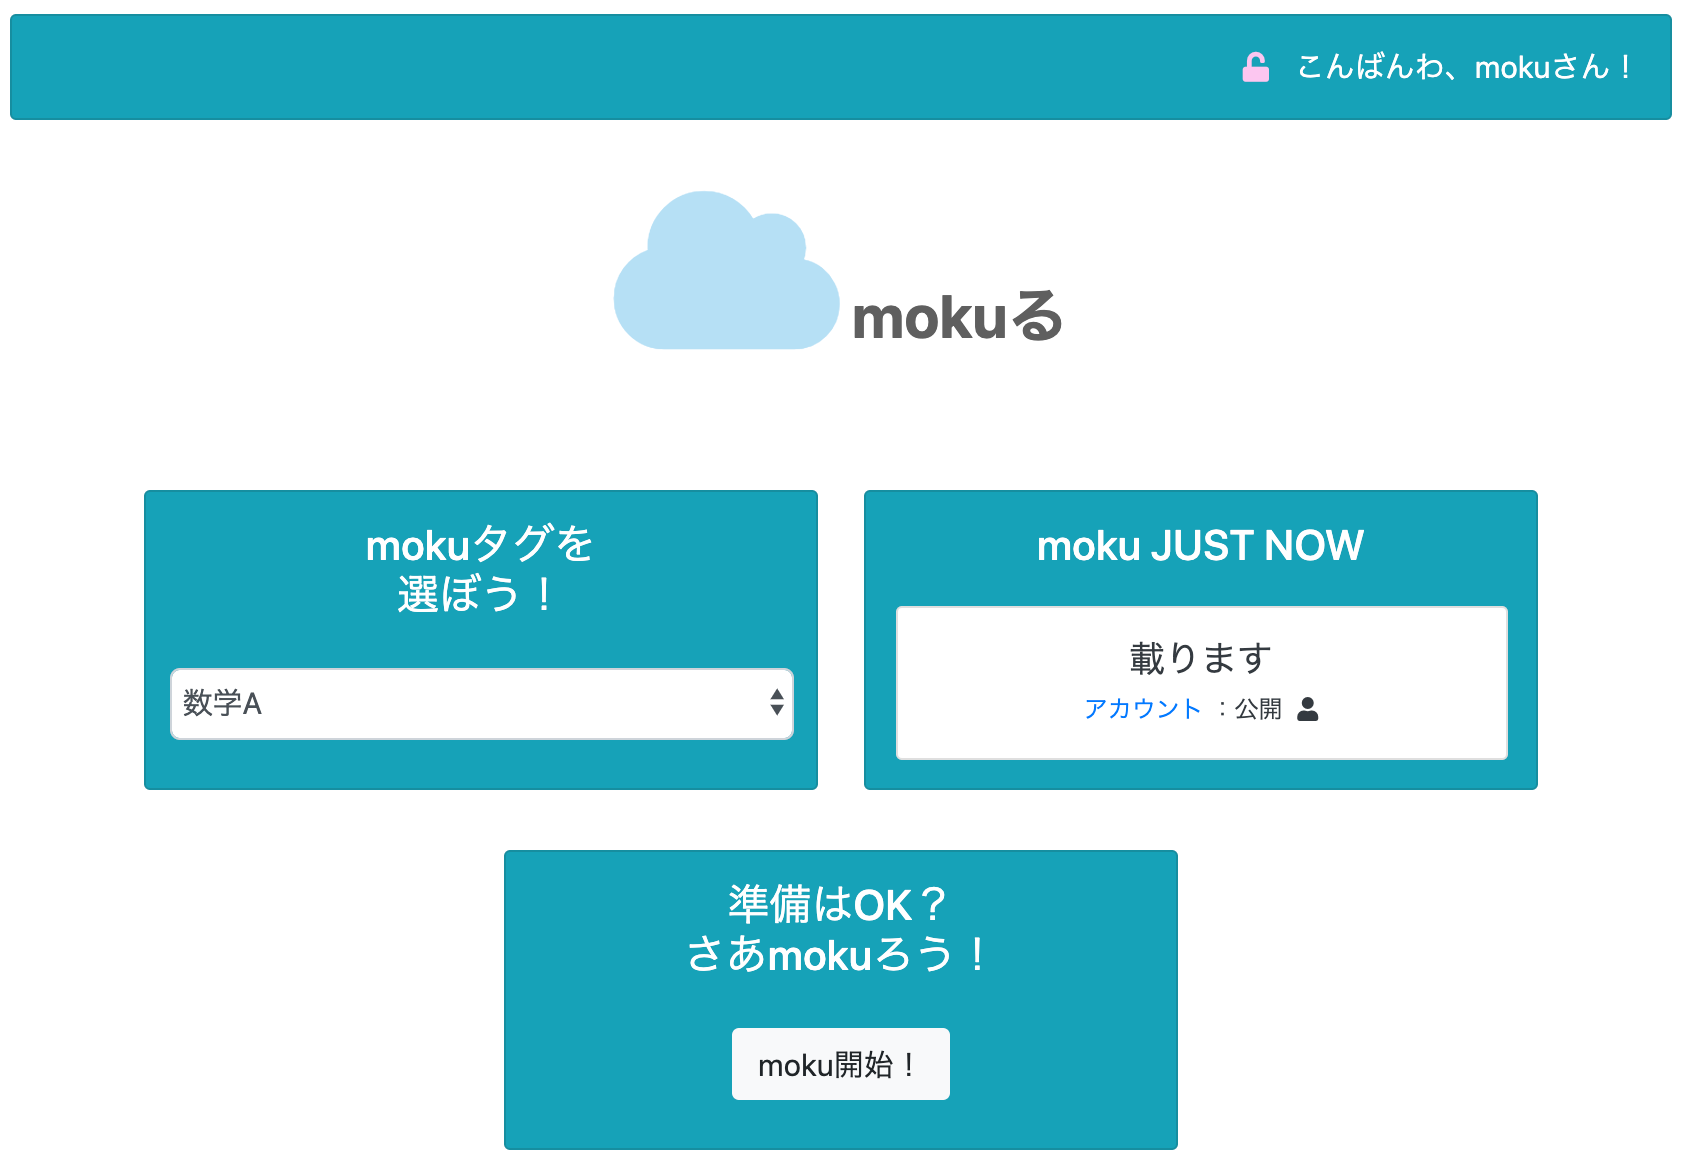 こんばんわ、mokuさん！
mokuる
mokuタグを
選ぼう！
数学A
moku JUST NOW
載ります
アカウント ：公開
準備はOK？
さあmokuろう！
moku開始！